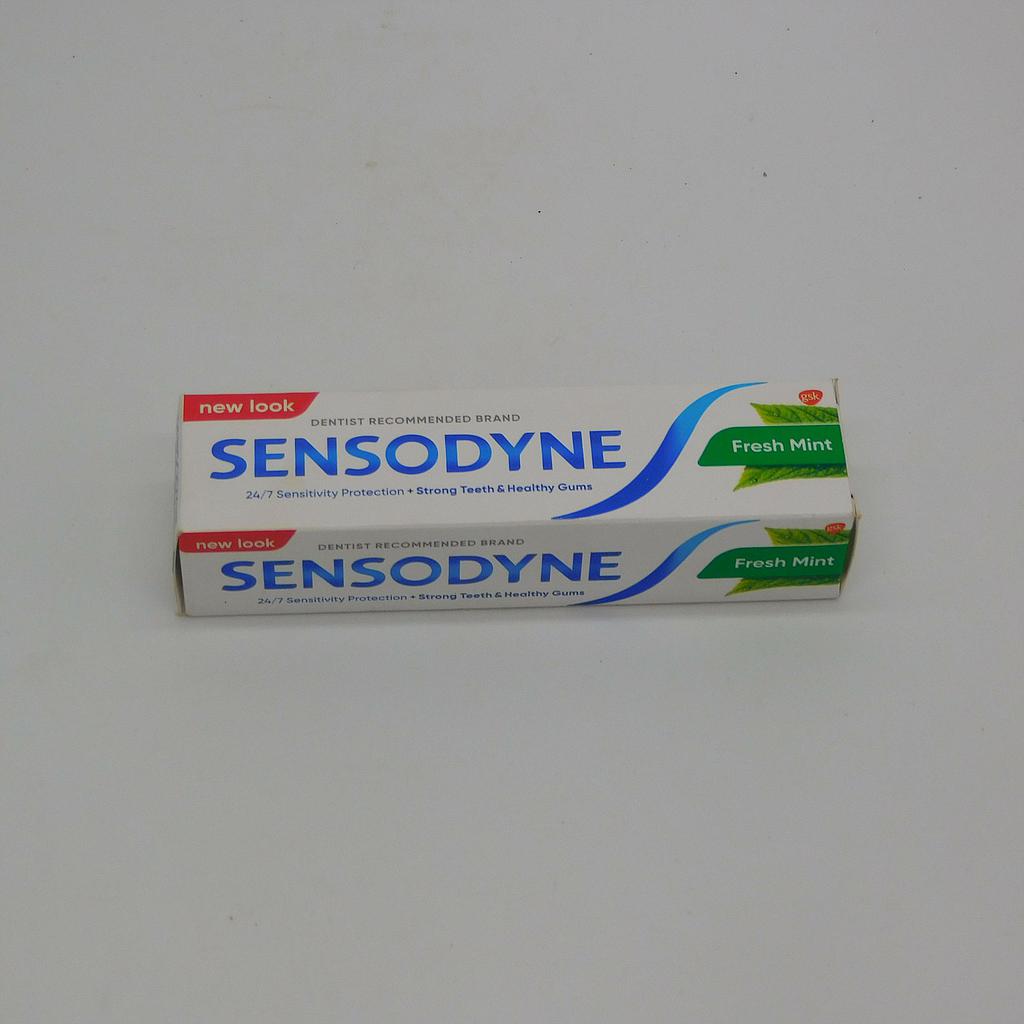 new look
DENTIST RECOMMENDED BRAND
SENSODYNE
24/7 Sensitivity Protection + Strong Teeth & Healthy Gums
gsk
Fresh Mint
new look
DENTIST RECOMMENDED BRAND
SENSODYNE
24/7 Sensitivity Protection + Strong Teeth & Healthy Gums
gsk
Fresh Mint